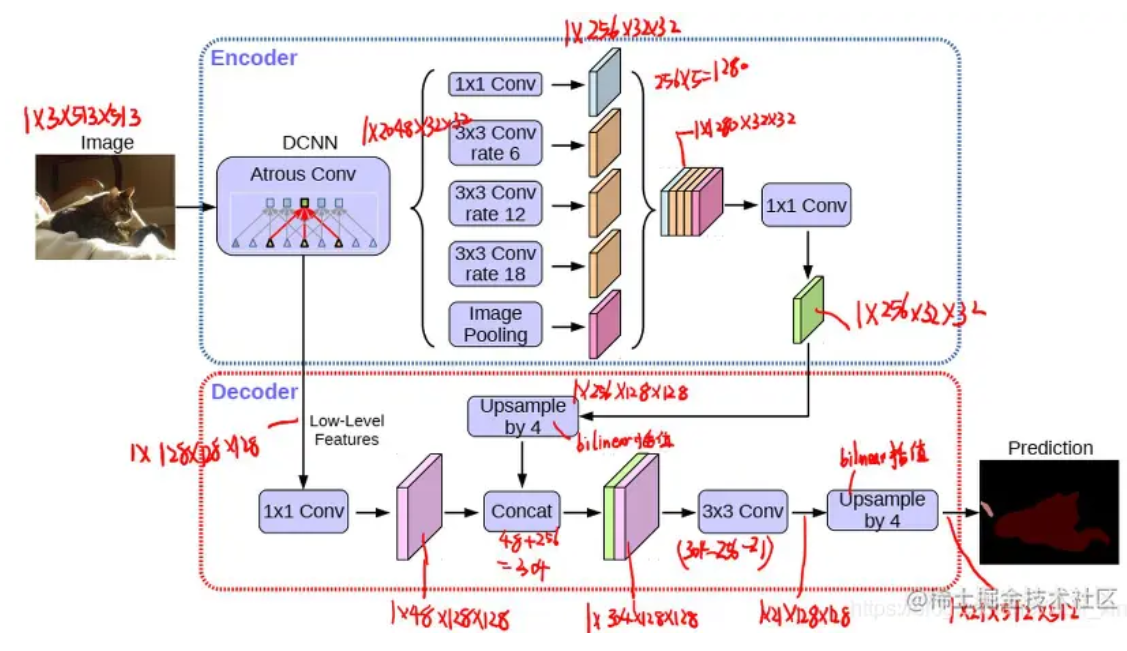 1X256X32X32
Encoder
1x1 Conv
256X5=1280
1X3X513X513
Image
DCNN
1X2048X32X32
Atrous Conv
3x3 Conv
rate 6
1X1280X32X32
3x3 Conv
rate 12
1x1 Conv
3x3 Conv
rate 18
Image
Pooling
1X256X32X32
Decoder
1X256X128X128
Upsample
by 4
bilinear插值
Low-Level
Features
1X128X128X128
Prediction
bilinear插值
1x1 Conv
Concat
48+256
=304
3x3 Conv
(304-256-21)
Upsample
by 4
1X48X128X128
1X304X128X128
1X21X128X128
1X21X512X512
@稀土掘金技术社区